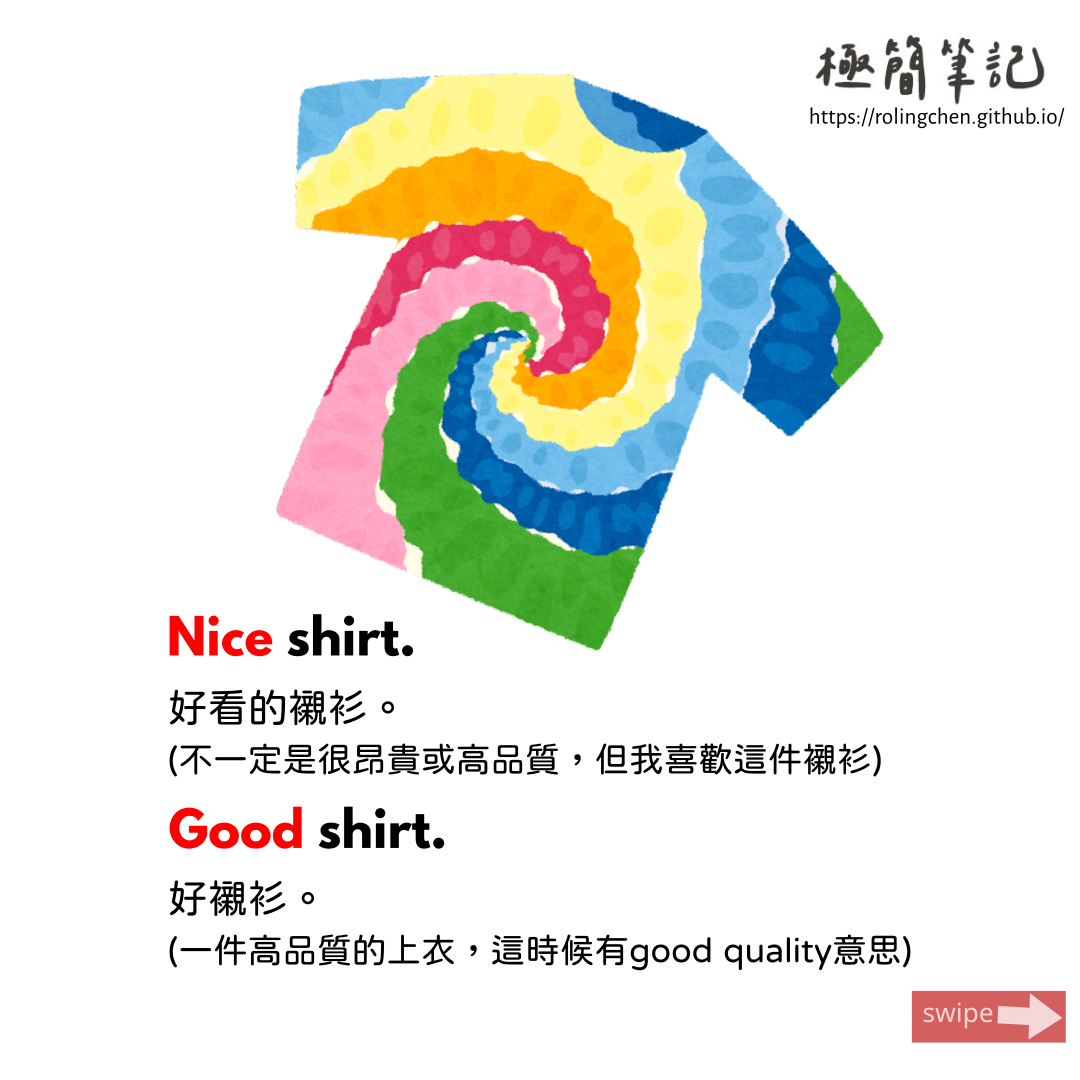 極簡筆記
https://rolingchen.github.io/
Nice shirt.
好看的襯衫。
(不一定是很昂貴或高品質，但我喜歡這件襯衫)
Good shirt.
好襯衫。
(一件高品質的上衣，這時候有good quality意思)
swipe